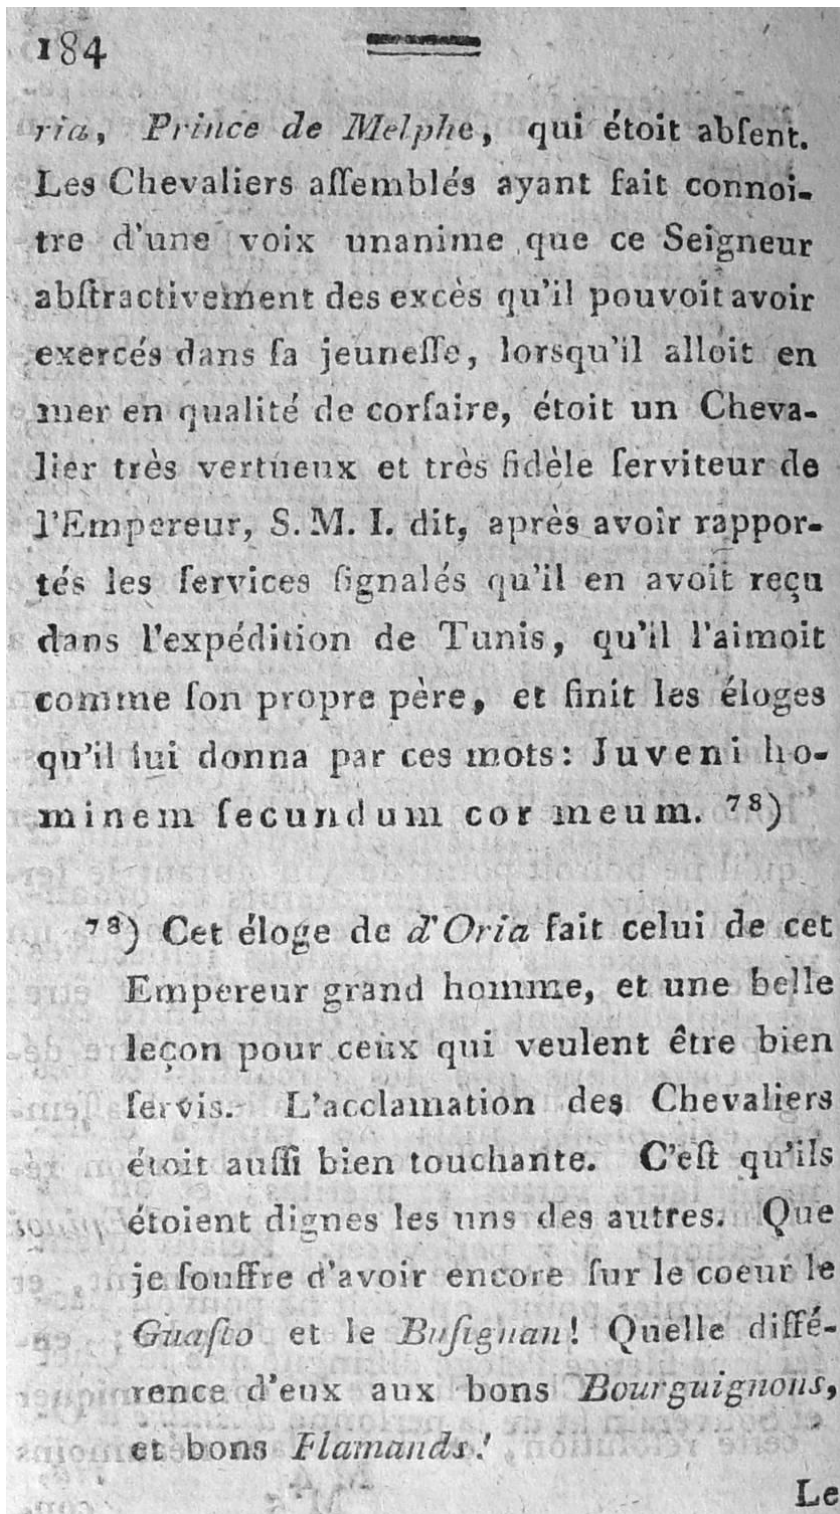 184
ria, Prince de Melphe, qui étoit abſent.
Les Chevaliers aſſemblés ayant fait connoi-
tre d'une voix unanime que ce Seigneur
abſtractivement des excès qu'il pouvoit avoir
exercés dans ſa jeuneſſe, lorsqu'il alloit en
mer en qualité de corſaire, étoit un Cheva-
lier très vertueux et très fidèle ſerviteur de
l'Empereur, S. M. I. dit, après avoir rappor-
tés les ſervices ſignalés qu'il en avoit reçu
dans l'expédition de Tunis, qu'il l'aimoit
comme ſon propre père, et finit les éloges
qu'il lui donna par ces mots: Juveni ho-
minem ſecundum cor meum. ⁷⁸)
⁷⁸) Cet éloge de d'Oria fait celui de cet
Empereur grand homme, et une belle
leçon pour ceux qui veulent être bien
ſervis. L'acclamation des Chevaliers
étoit auſſi bien touchante. C'eſt qu'ils
étoient dignes les uns des autres. Que
je ſouffre d'avoir encore ſur le coeur le
Guaſto et le Buſignan! Quelle diffé-
rence d'eux aux bons Bourguignons,
et bons Flamands!
Le